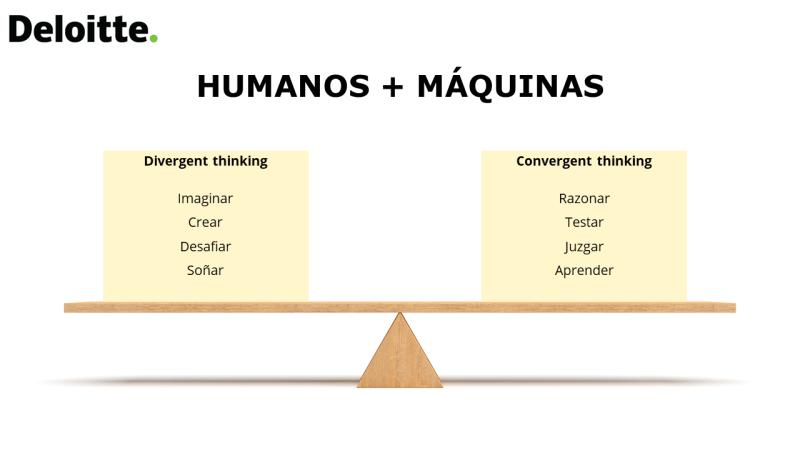 Deloitte.
HUMANOS + MÁQUINAS
Divergent thinking
Imaginar
Crear
Desafiar
Soñar
Convergent thinking
Razonar
Testar
Juzgar
Aprender